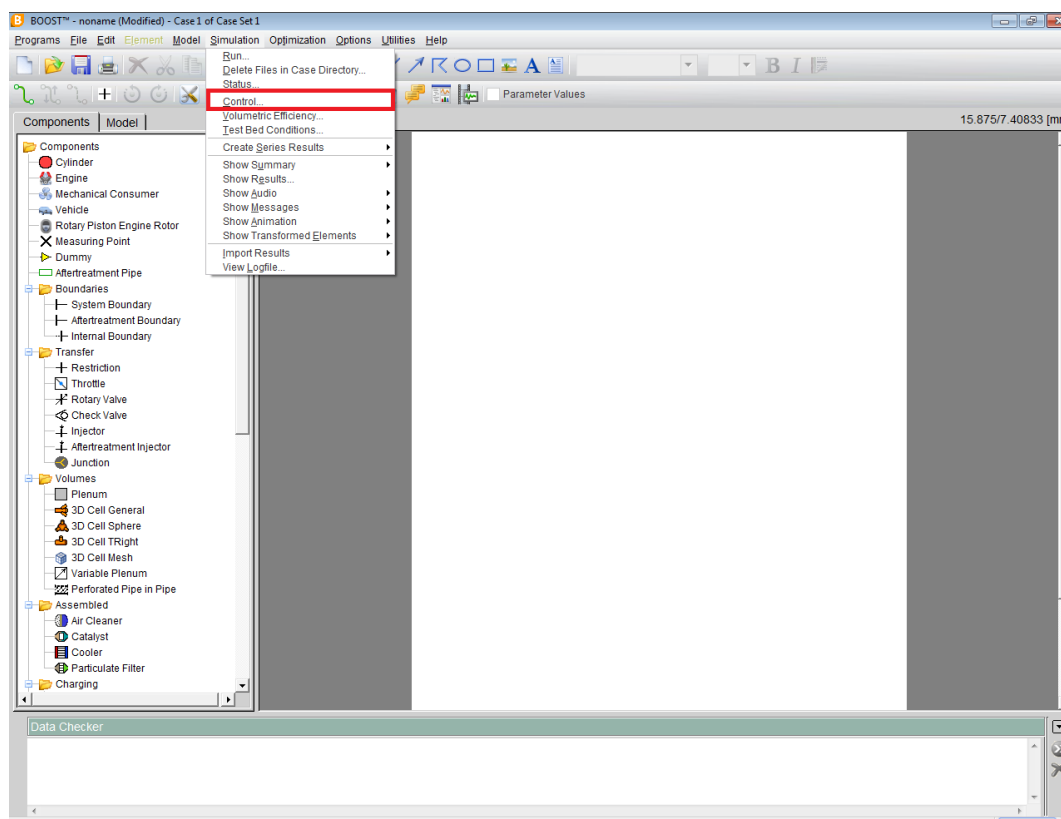 BOOST™ - noname (Modified) - Case 1 of Case Set 1
Programs File Edit Element Model Simulation Optimization Options Utilities Help
Run...
Delete Files in Case Directory...
Status...
Control...
Volumetric Efficiency...
Test Bed Conditions...
Create Series Results
Show Summary
Show Results...
Show Audio
Show Messages
Show Animation
Show Transformed Elements
Import Results
View Logfile...
A
B I
Parameter Values
Components Model
15.875/7.40833 [m
Components
Cylinder
Engine
Mechanical Consumer
Vehicle
Rotary Piston Engine Rotor
Measuring Point
Dummy
Aftertreatment Pipe
Boundaries
System Boundary
Aftertreatment Boundary
Internal Boundary
Transfer
Restriction
Throttle
Rotary Valve
Check Valve
Injector
Aftertreatment Injector
Junction
Volumes
Plenum
3D Cell General
3D Cell Sphere
3D Cell TRight
3D Cell Mesh
Variable Plenum
Perforated Pipe in Pipe
Assembled
Air Cleaner
Catalyst
Cooler
Particulate Filter
Charging
Data Checker